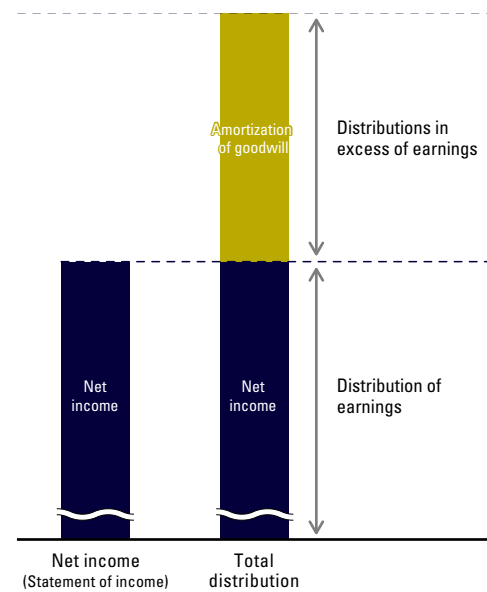 Amortization
of goodwill
Distributions in
excess of earnings
Net
income
Net
income
Distribution of
earnings
Net income
(Statement of income)
Total
distribution